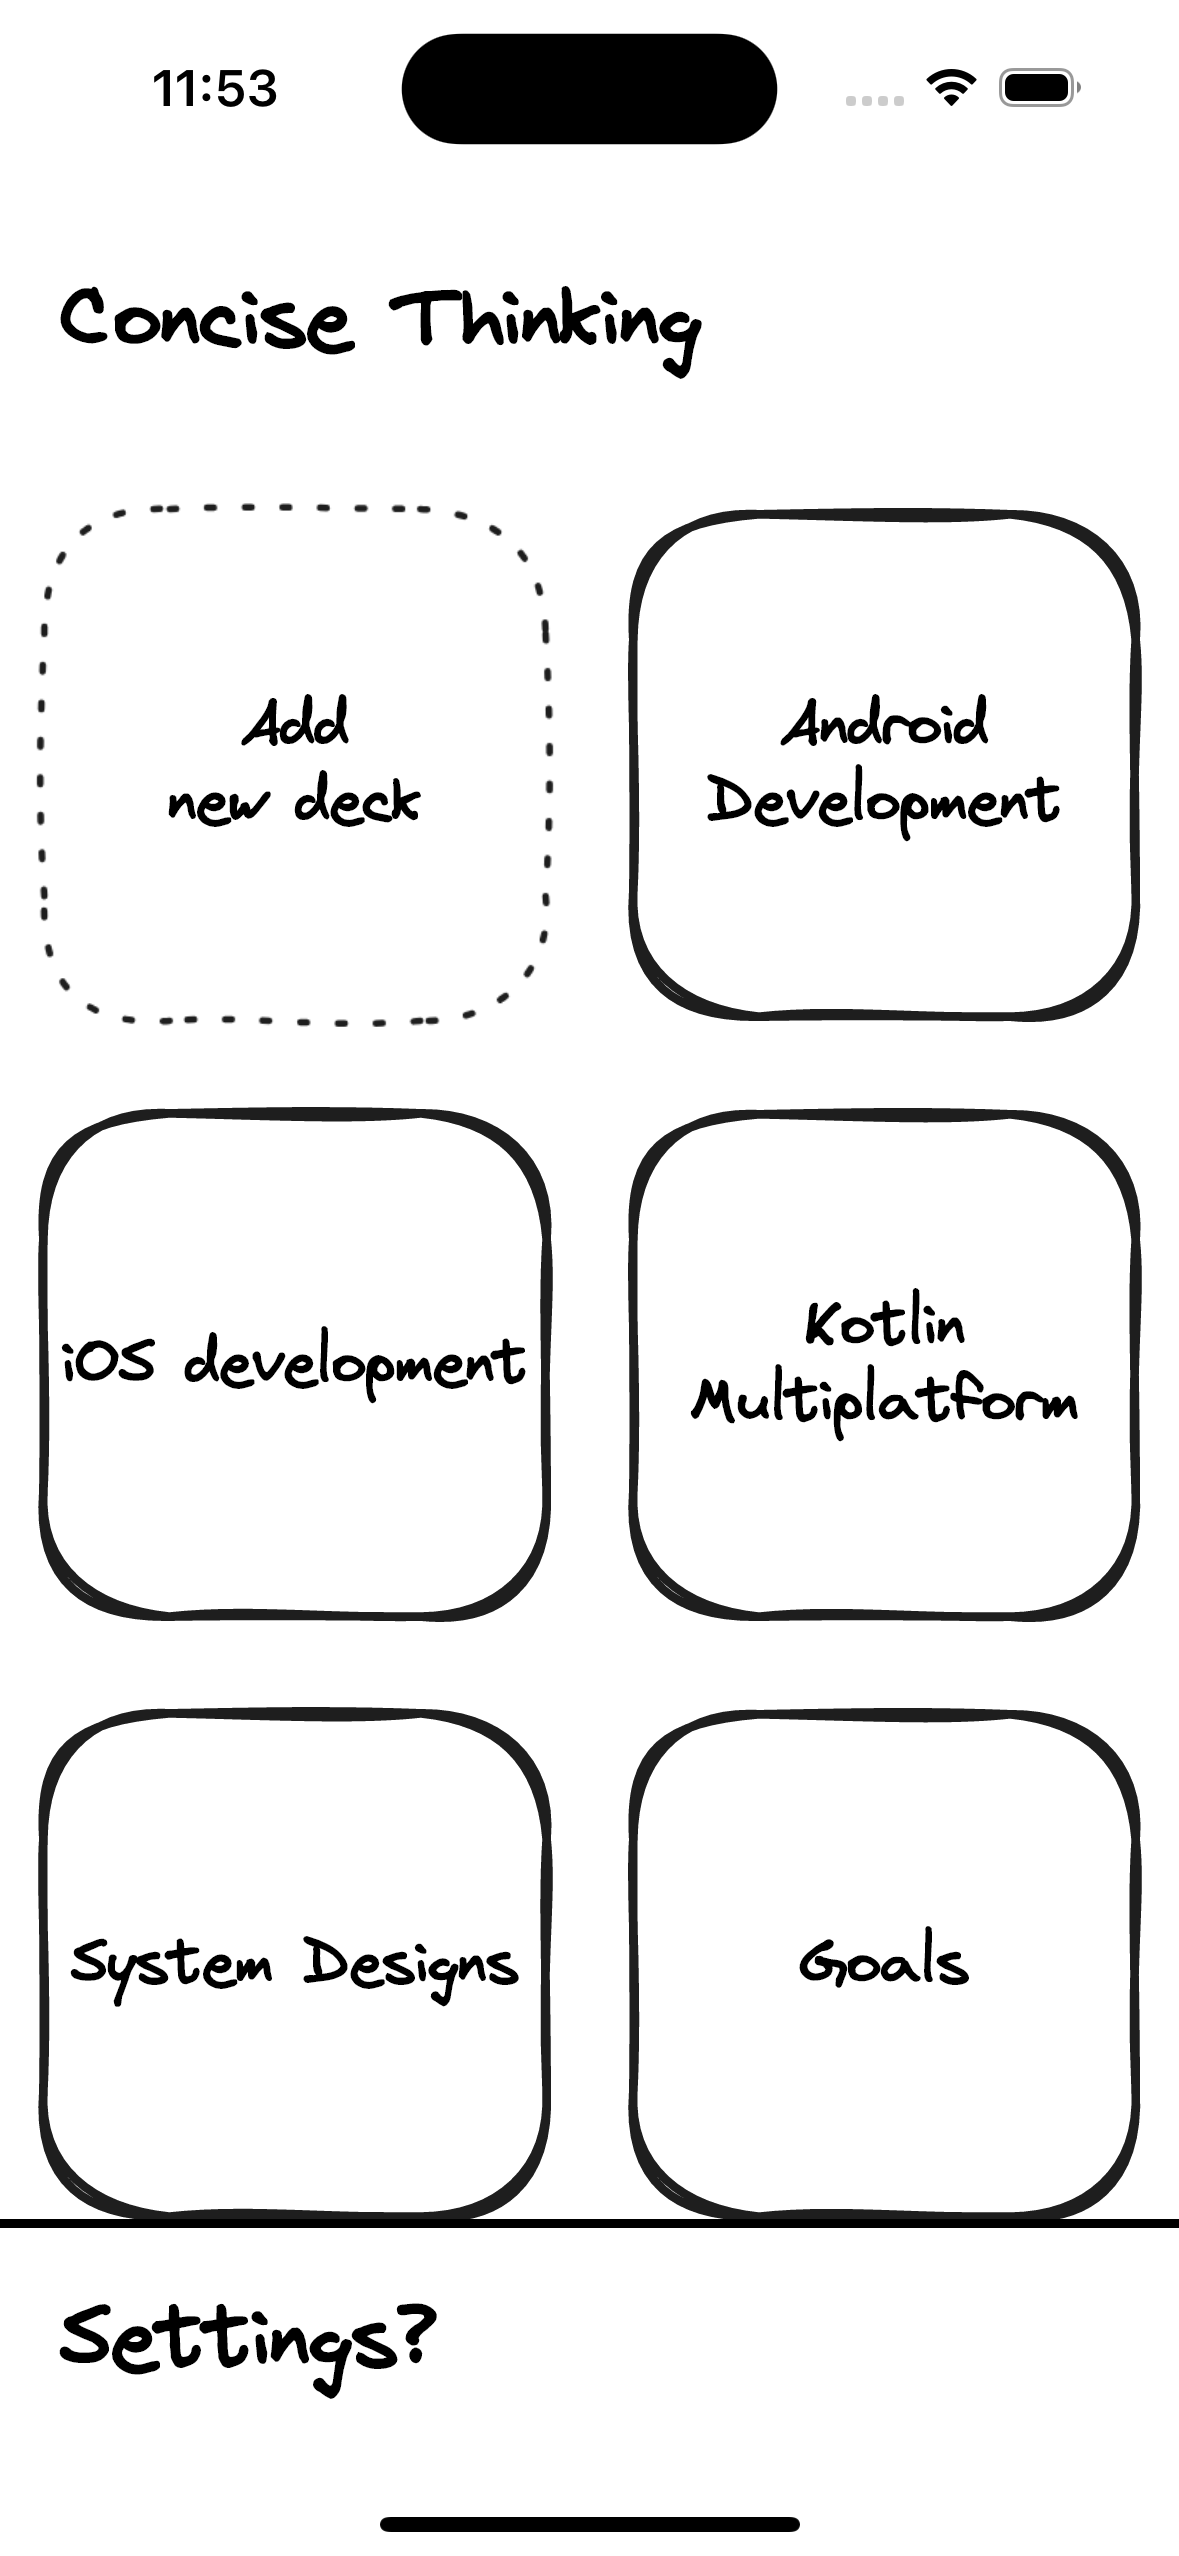 11:53
Concise Thinking
Add
new deck
Android
Development
iOS development
Kotlin
Multiplatform
System Designs
Goals
Settings?